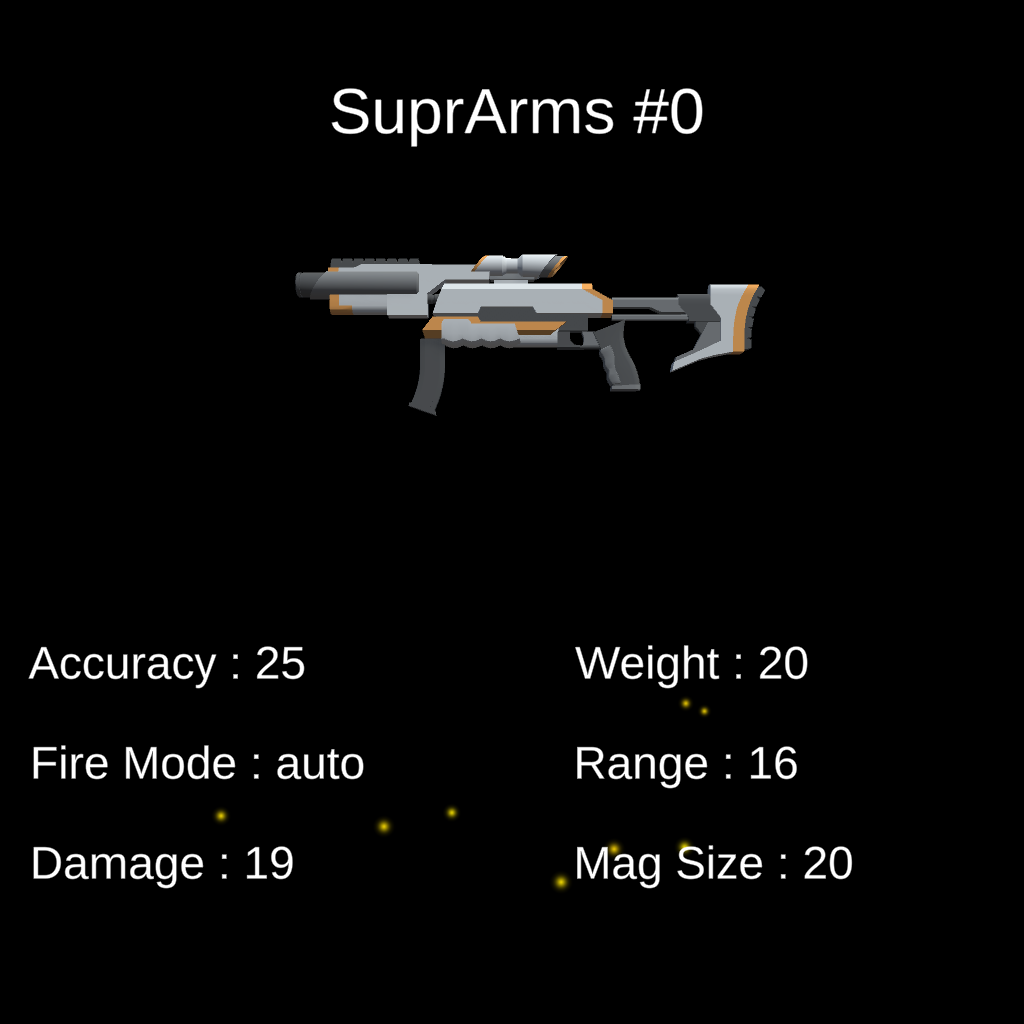 SuprArms #0
Accuracy : 25
Weight : 20
Fire Mode : auto
Range : 16
Damage : 19
Mag Size : 20